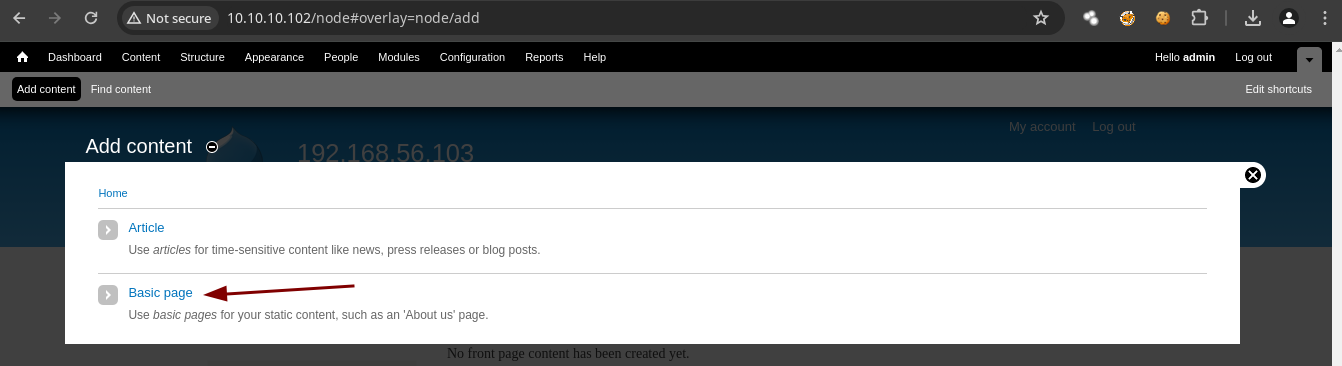 Not secure 10.10.10.102/node#overlay=node/add
Dashboard Content Structure Appearance People Modules Configuration Reports Help Hello admin Log out
Add content Find content Edit shortcuts
My account Log out
Add content
192.168.56.103
Home
Article
Use articles for time-sensitive content like news, press releases or blog posts.
Basic page
Use basic pages for your static content, such as an 'About us' page.
No front page content has been created yet.